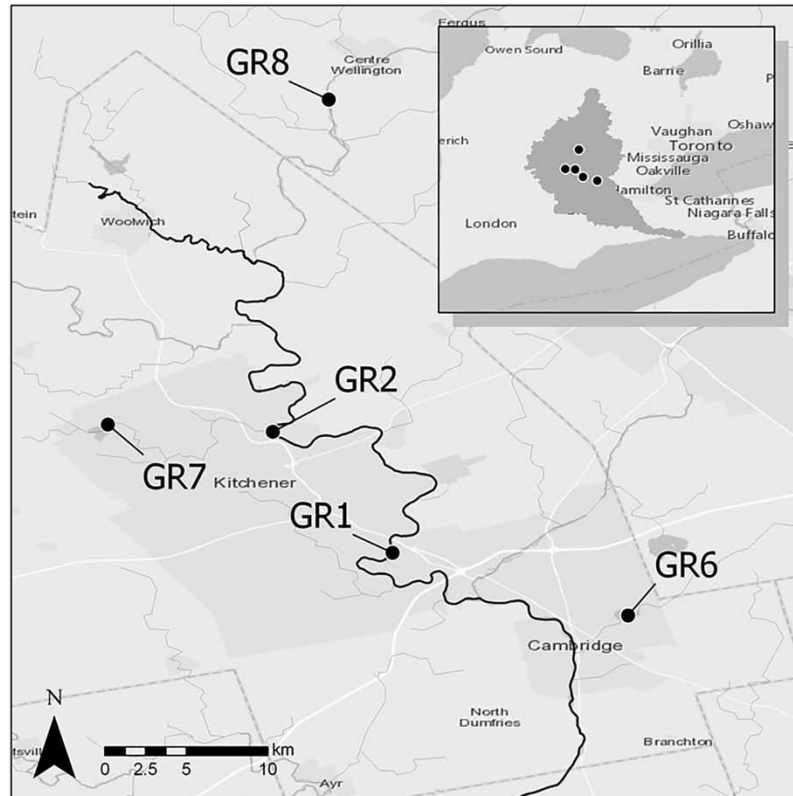 Fergus
GR8
Centre
Wellington
Owen Sound
Orillia
Barrie
Oshaw
Vaughan
Toronto
erich
Mississauga
Oakville
Hamilton
St Catharines
London
Niagara Falls
Buffalo
stein
Woolwich
GR2
GR7
Kitchener
GR1
GR6
Cambridge
N
North
Dumfries
Branchton
km
0 2.5 5 10
Ayr